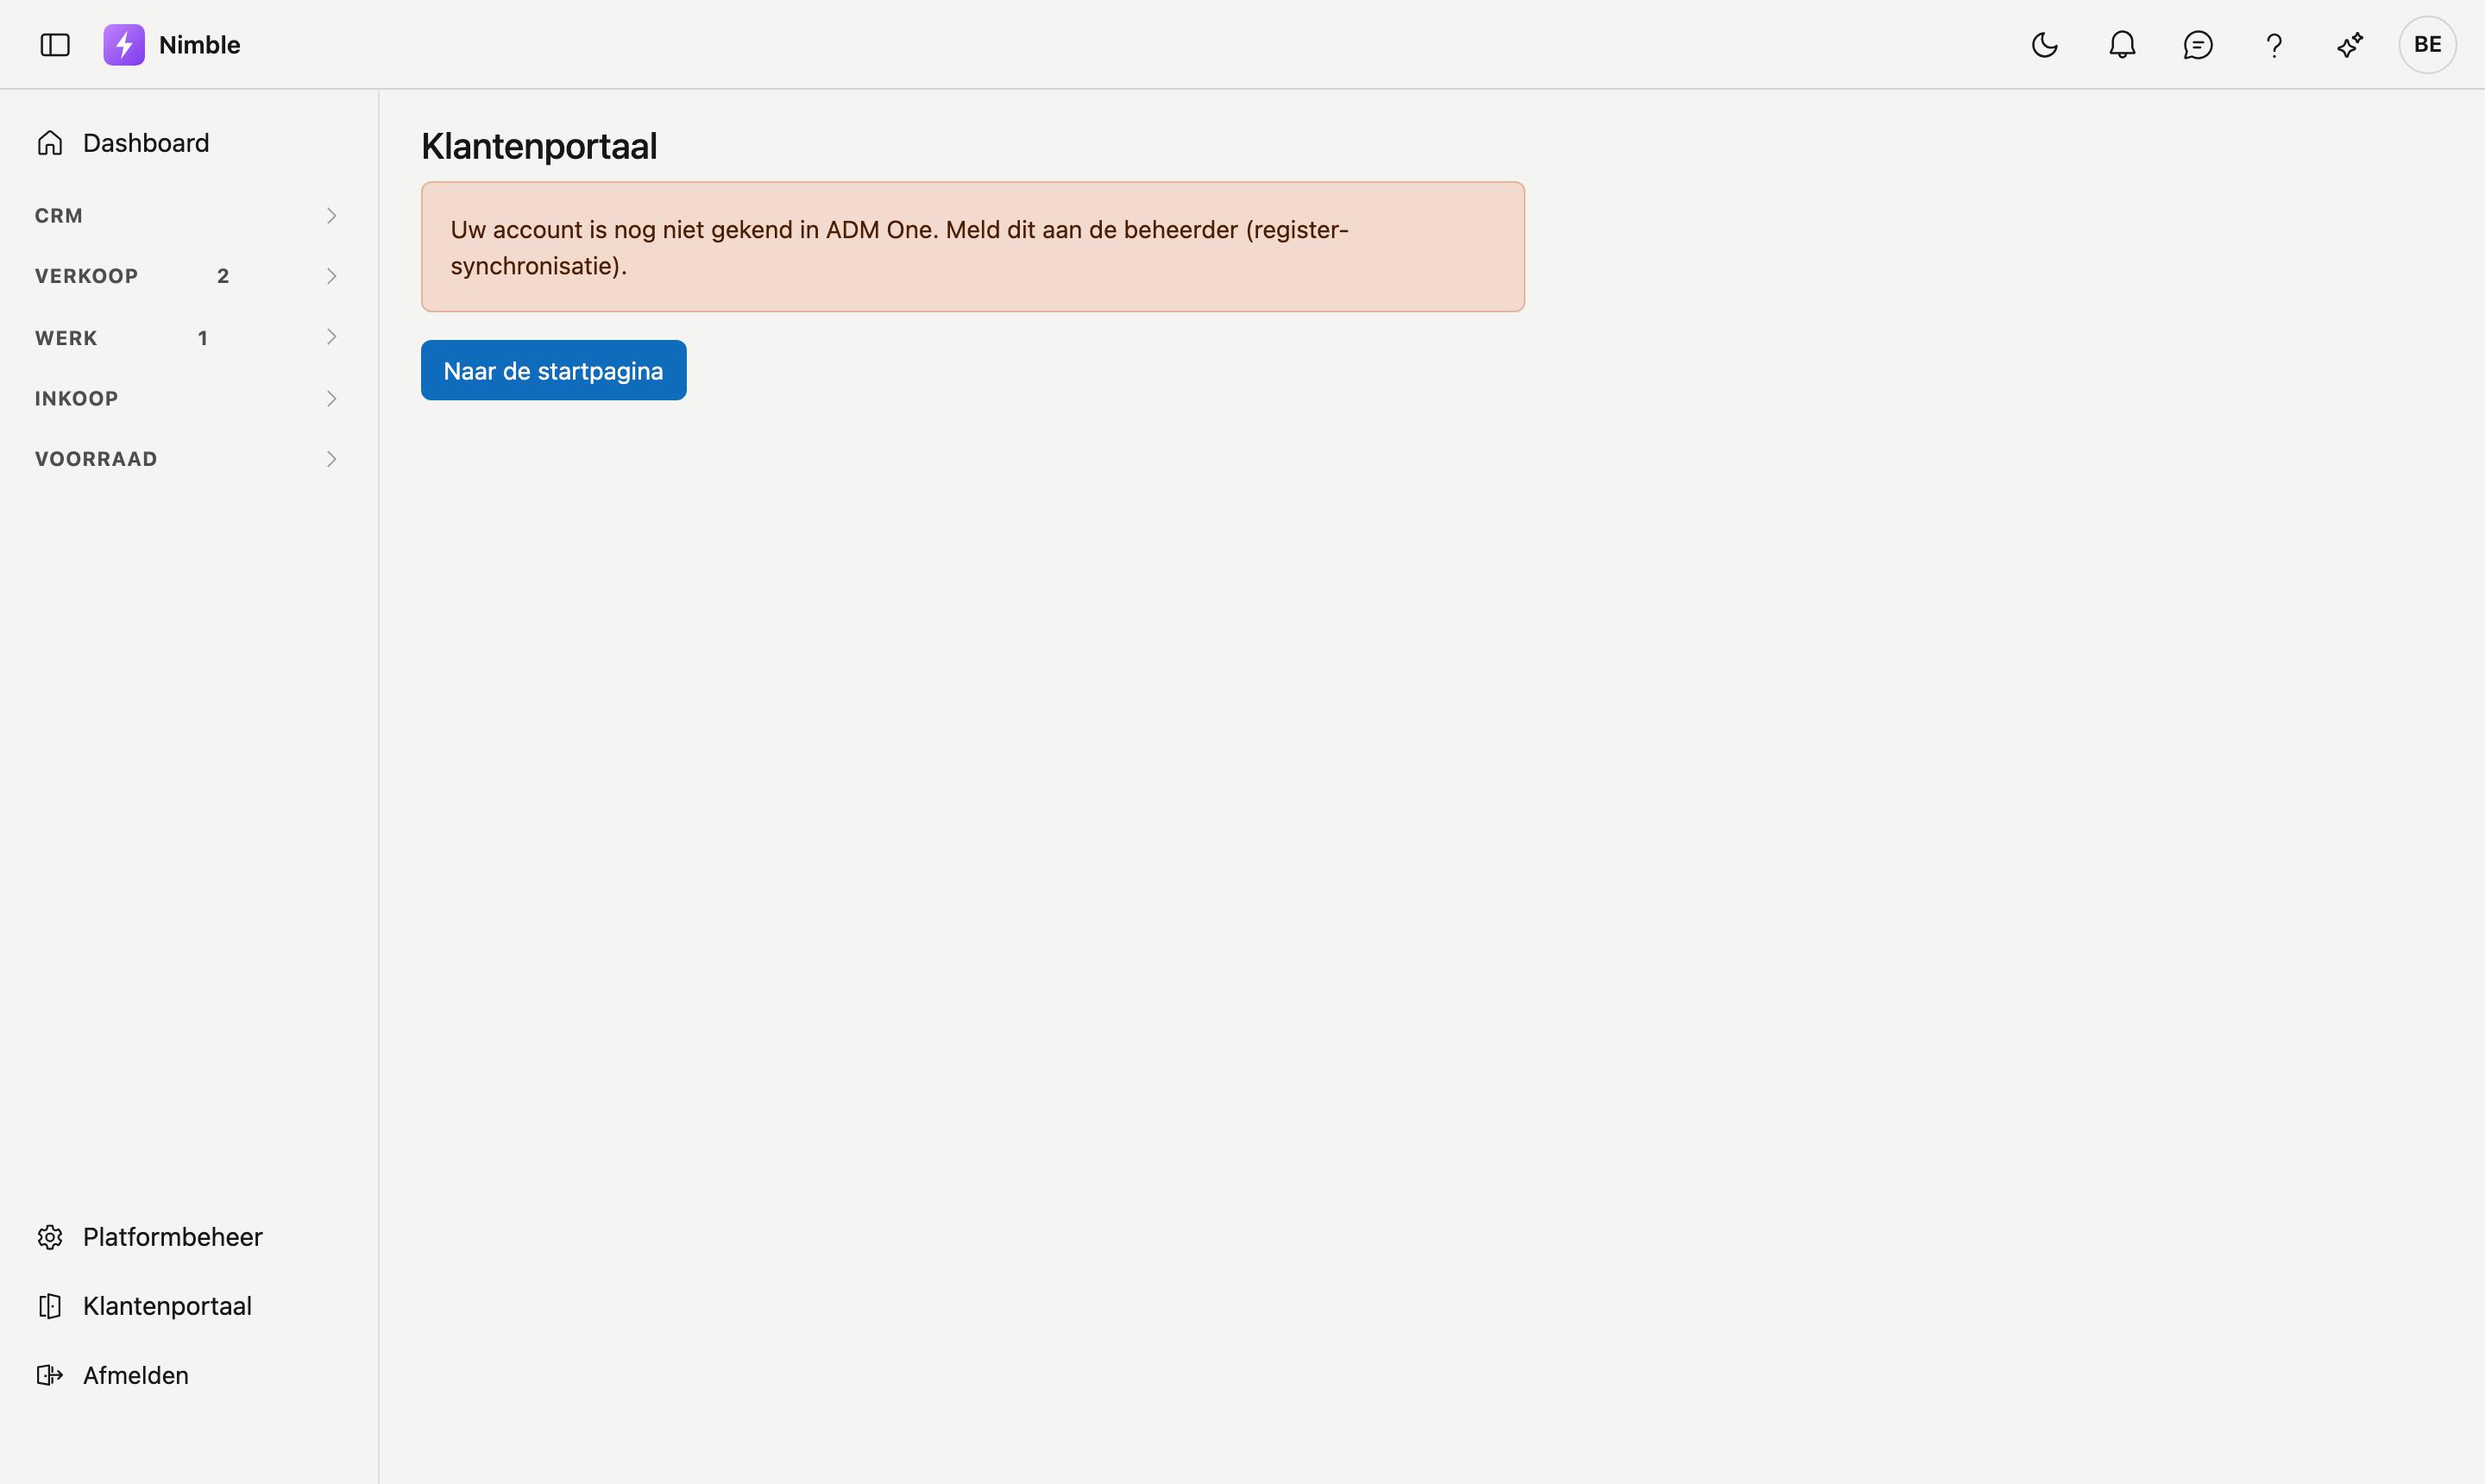 Nimble
BE
Dashboard
CRM
VERKOOP 2
WERK 1
INKOOP
VOORRAAD
Platformbeheer
Klantenportaal
Afmelden
Klantenportaal
Uw account is nog niet gekend in ADM One. Meld dit aan de beheerder (register-
synchronisatie).
Naar de startpagina